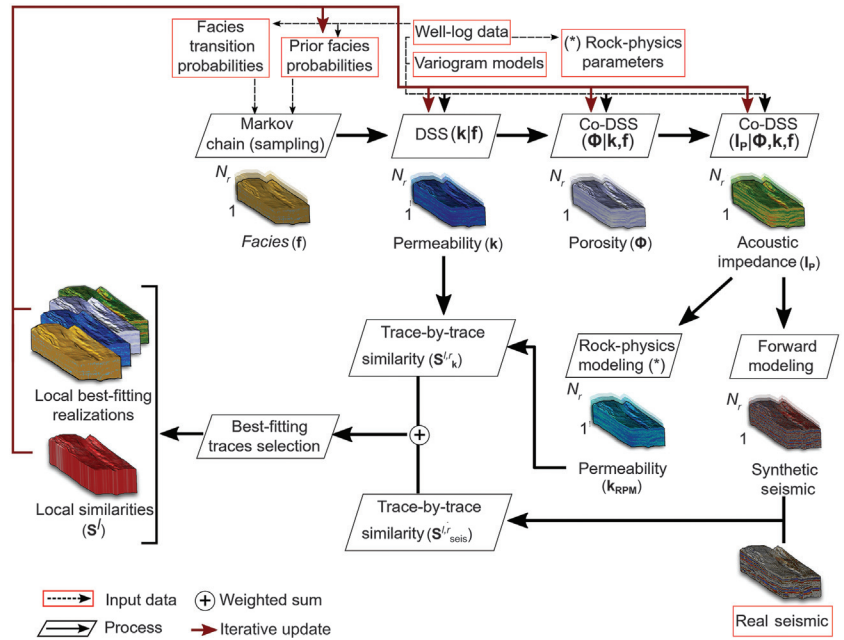 Facies
transition
probabilities
Prior facies
probabilities
Well-log data
Variogram models
(*) Rock-physics
parameters
Markov
chain (sampling)
DSS (k|f)
Co-DSS
(Φ|k,f)
Co-DSS
(IP|Φ,k,f)
Nr
1
Facies (f)
Nr
1
Permeability (k)
Nr
1
Porosity (Φ)
Nr
1
Acoustic
impedance (IP)
Trace-by-trace
similarity (Sl,rk)
Rock-physics
modeling (*)
Forward
modeling
Local best-fitting
realizations
Best-fitting
traces selection
+
Nr
1
Permeability
(kRPM)
Nr
1
Synthetic
seismic
Local similarities
(Sl)
Trace-by-trace
similarity (Sl,rseis)
Real seismic
Input data
+ Weighted sum
Process
Iterative update